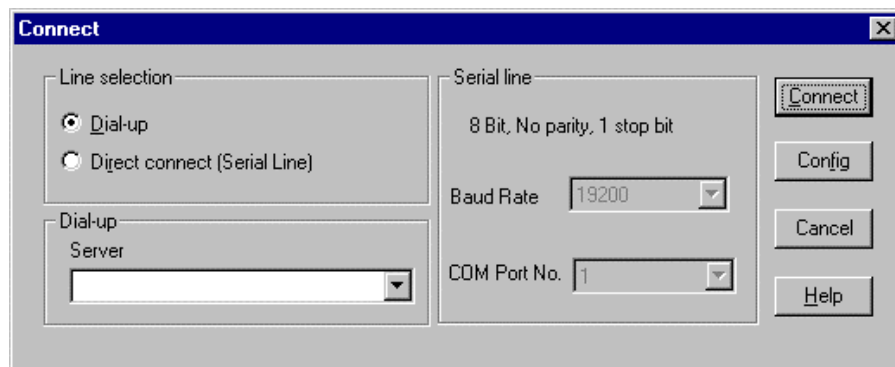 Connect
Line selection
Dial-up
Direct connect (Serial Line)
Dial-up
Server
Serial line
8 Bit, No parity, 1 stop bit
Baud Rate 19200
COM Port No. 1
Connect
Config
Cancel
Help